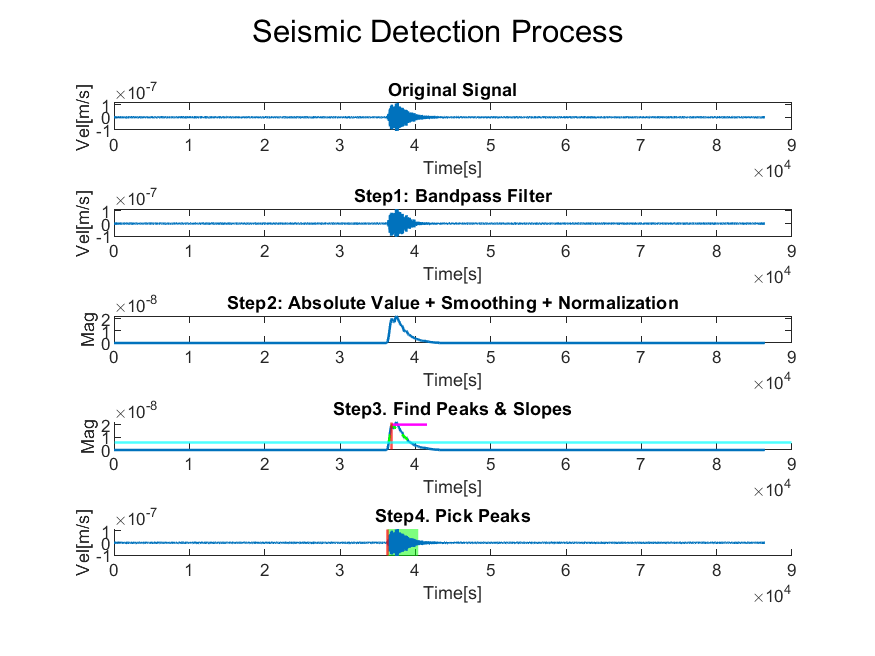 Seismic Detection Process
Original Signal
×10-7
Vel[m/s]
1
0
-1
0 1 2 3 4 5 6 7 8 9
Time[s]
×104
Step1: Bandpass Filter
×10-7
Vel[m/s]
1
0
-1
0 1 2 3 4 5 6 7 8 9
Time[s]
×104
Step2: Absolute Value + Smoothing + Normalization
×10-8
Mag
2
1
0
0 1 2 3 4 5 6 7 8 9
Time[s]
×104
Step3. Find Peaks & Slopes
×10-8
Mag
2
1
0
0 1 2 3 4 5 6 7 8 9
Time[s]
×104
Step4. Pick Peaks
×10-7
Vel[m/s]
1
0
-1
0 1 2 3 4 5 6 7 8 9
Time[s]
×104